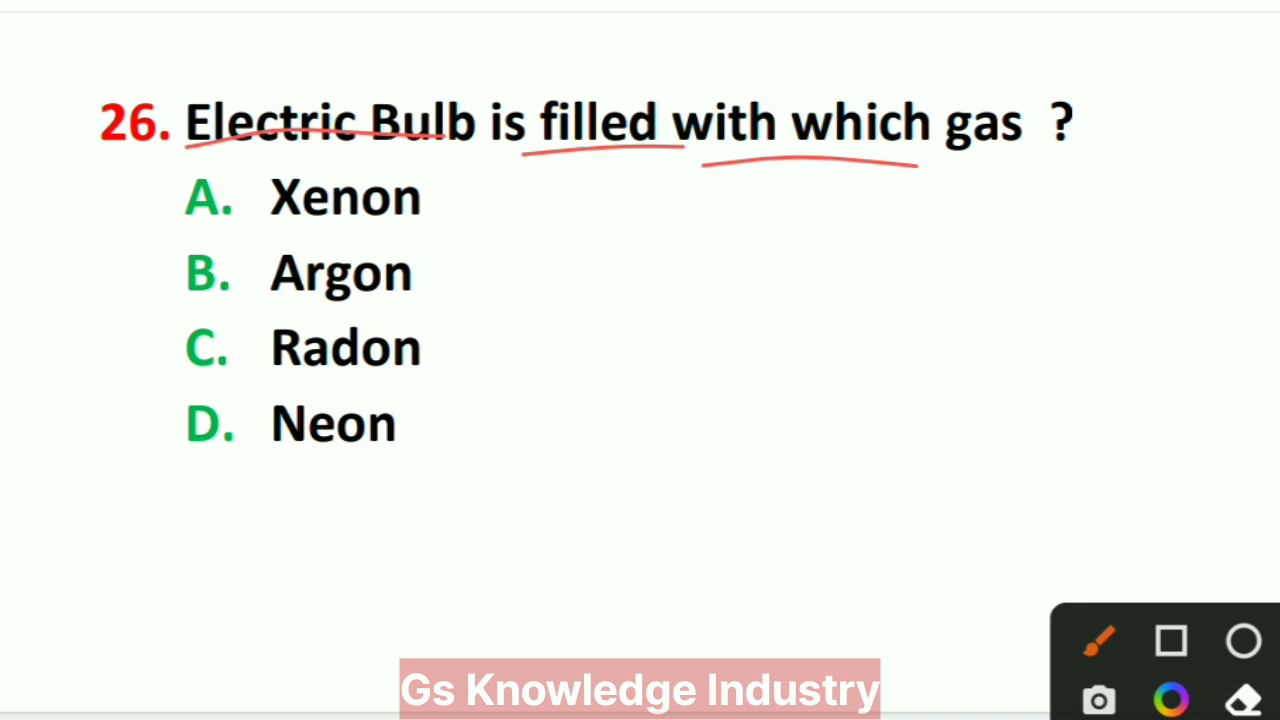 26. Electric Bulb is filled with which gas ?
A. Xenon
B. Argon
C. Radon
D. Neon
Gs Knowledge Industry